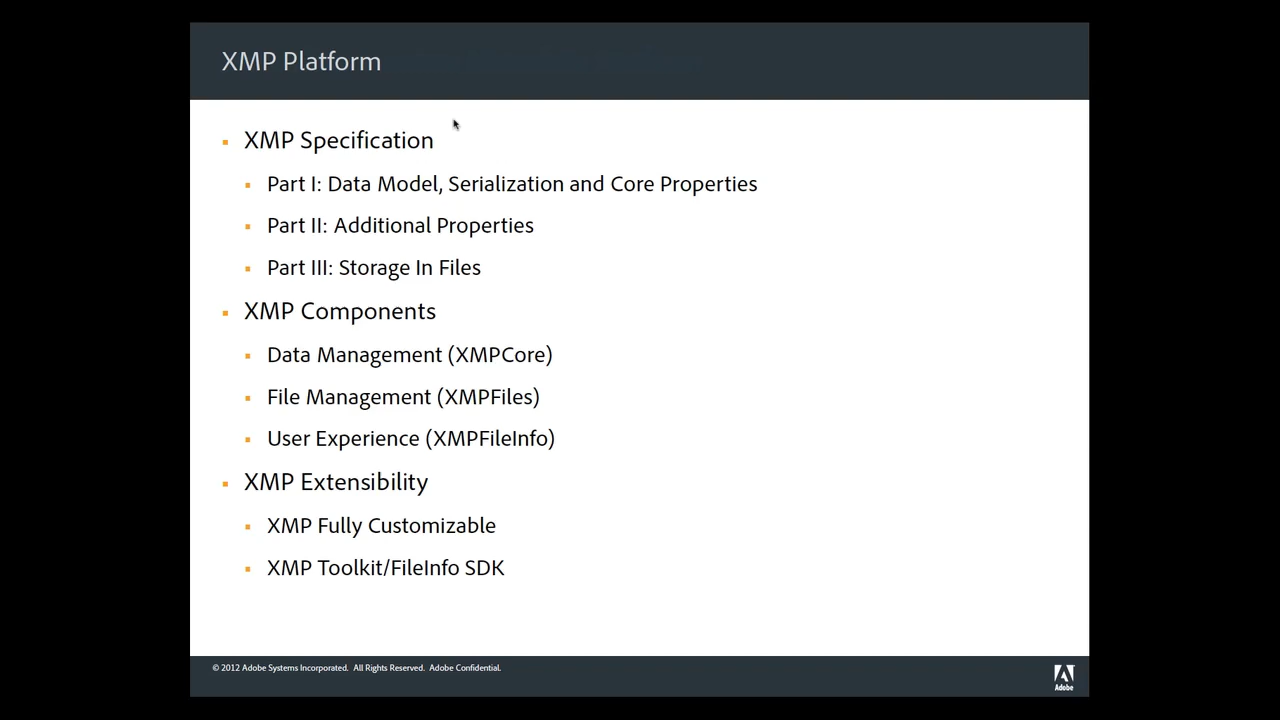 XMP Platform
XMP Specification
Part I: Data Model, Serialization and Core Properties
Part II: Additional Properties
Part III: Storage In Files
XMP Components
Data Management (XMPCore)
File Management (XMPFiles)
User Experience (XMPFileInfo)
XMP Extensibility
XMP Fully Customizable
XMP Toolkit/FileInfo SDK
© 2012 Adobe Systems Incorporated. All Rights Reserved. Adobe Confidential.
Adobe